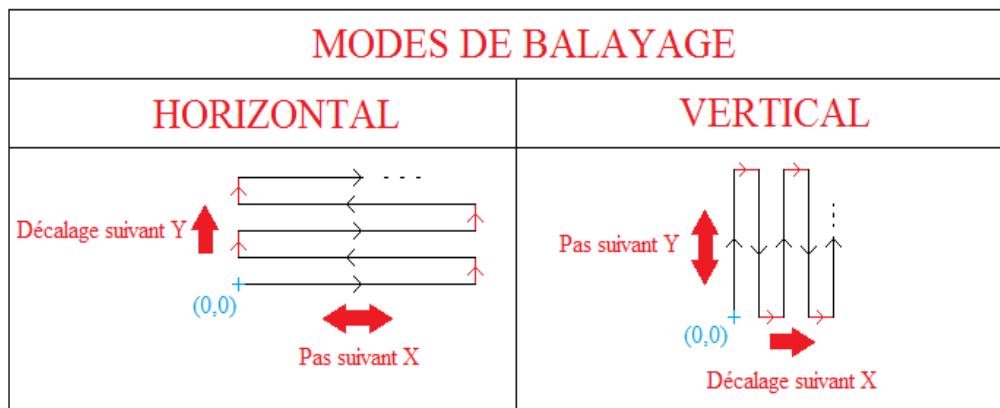 MODES DE BALAYAGE
HORIZONTAL
VERTICAL
Décalage suivant Y
(0,0)
Pas suivant X
Pas suivant Y
(0,0)
Décalage suivant X